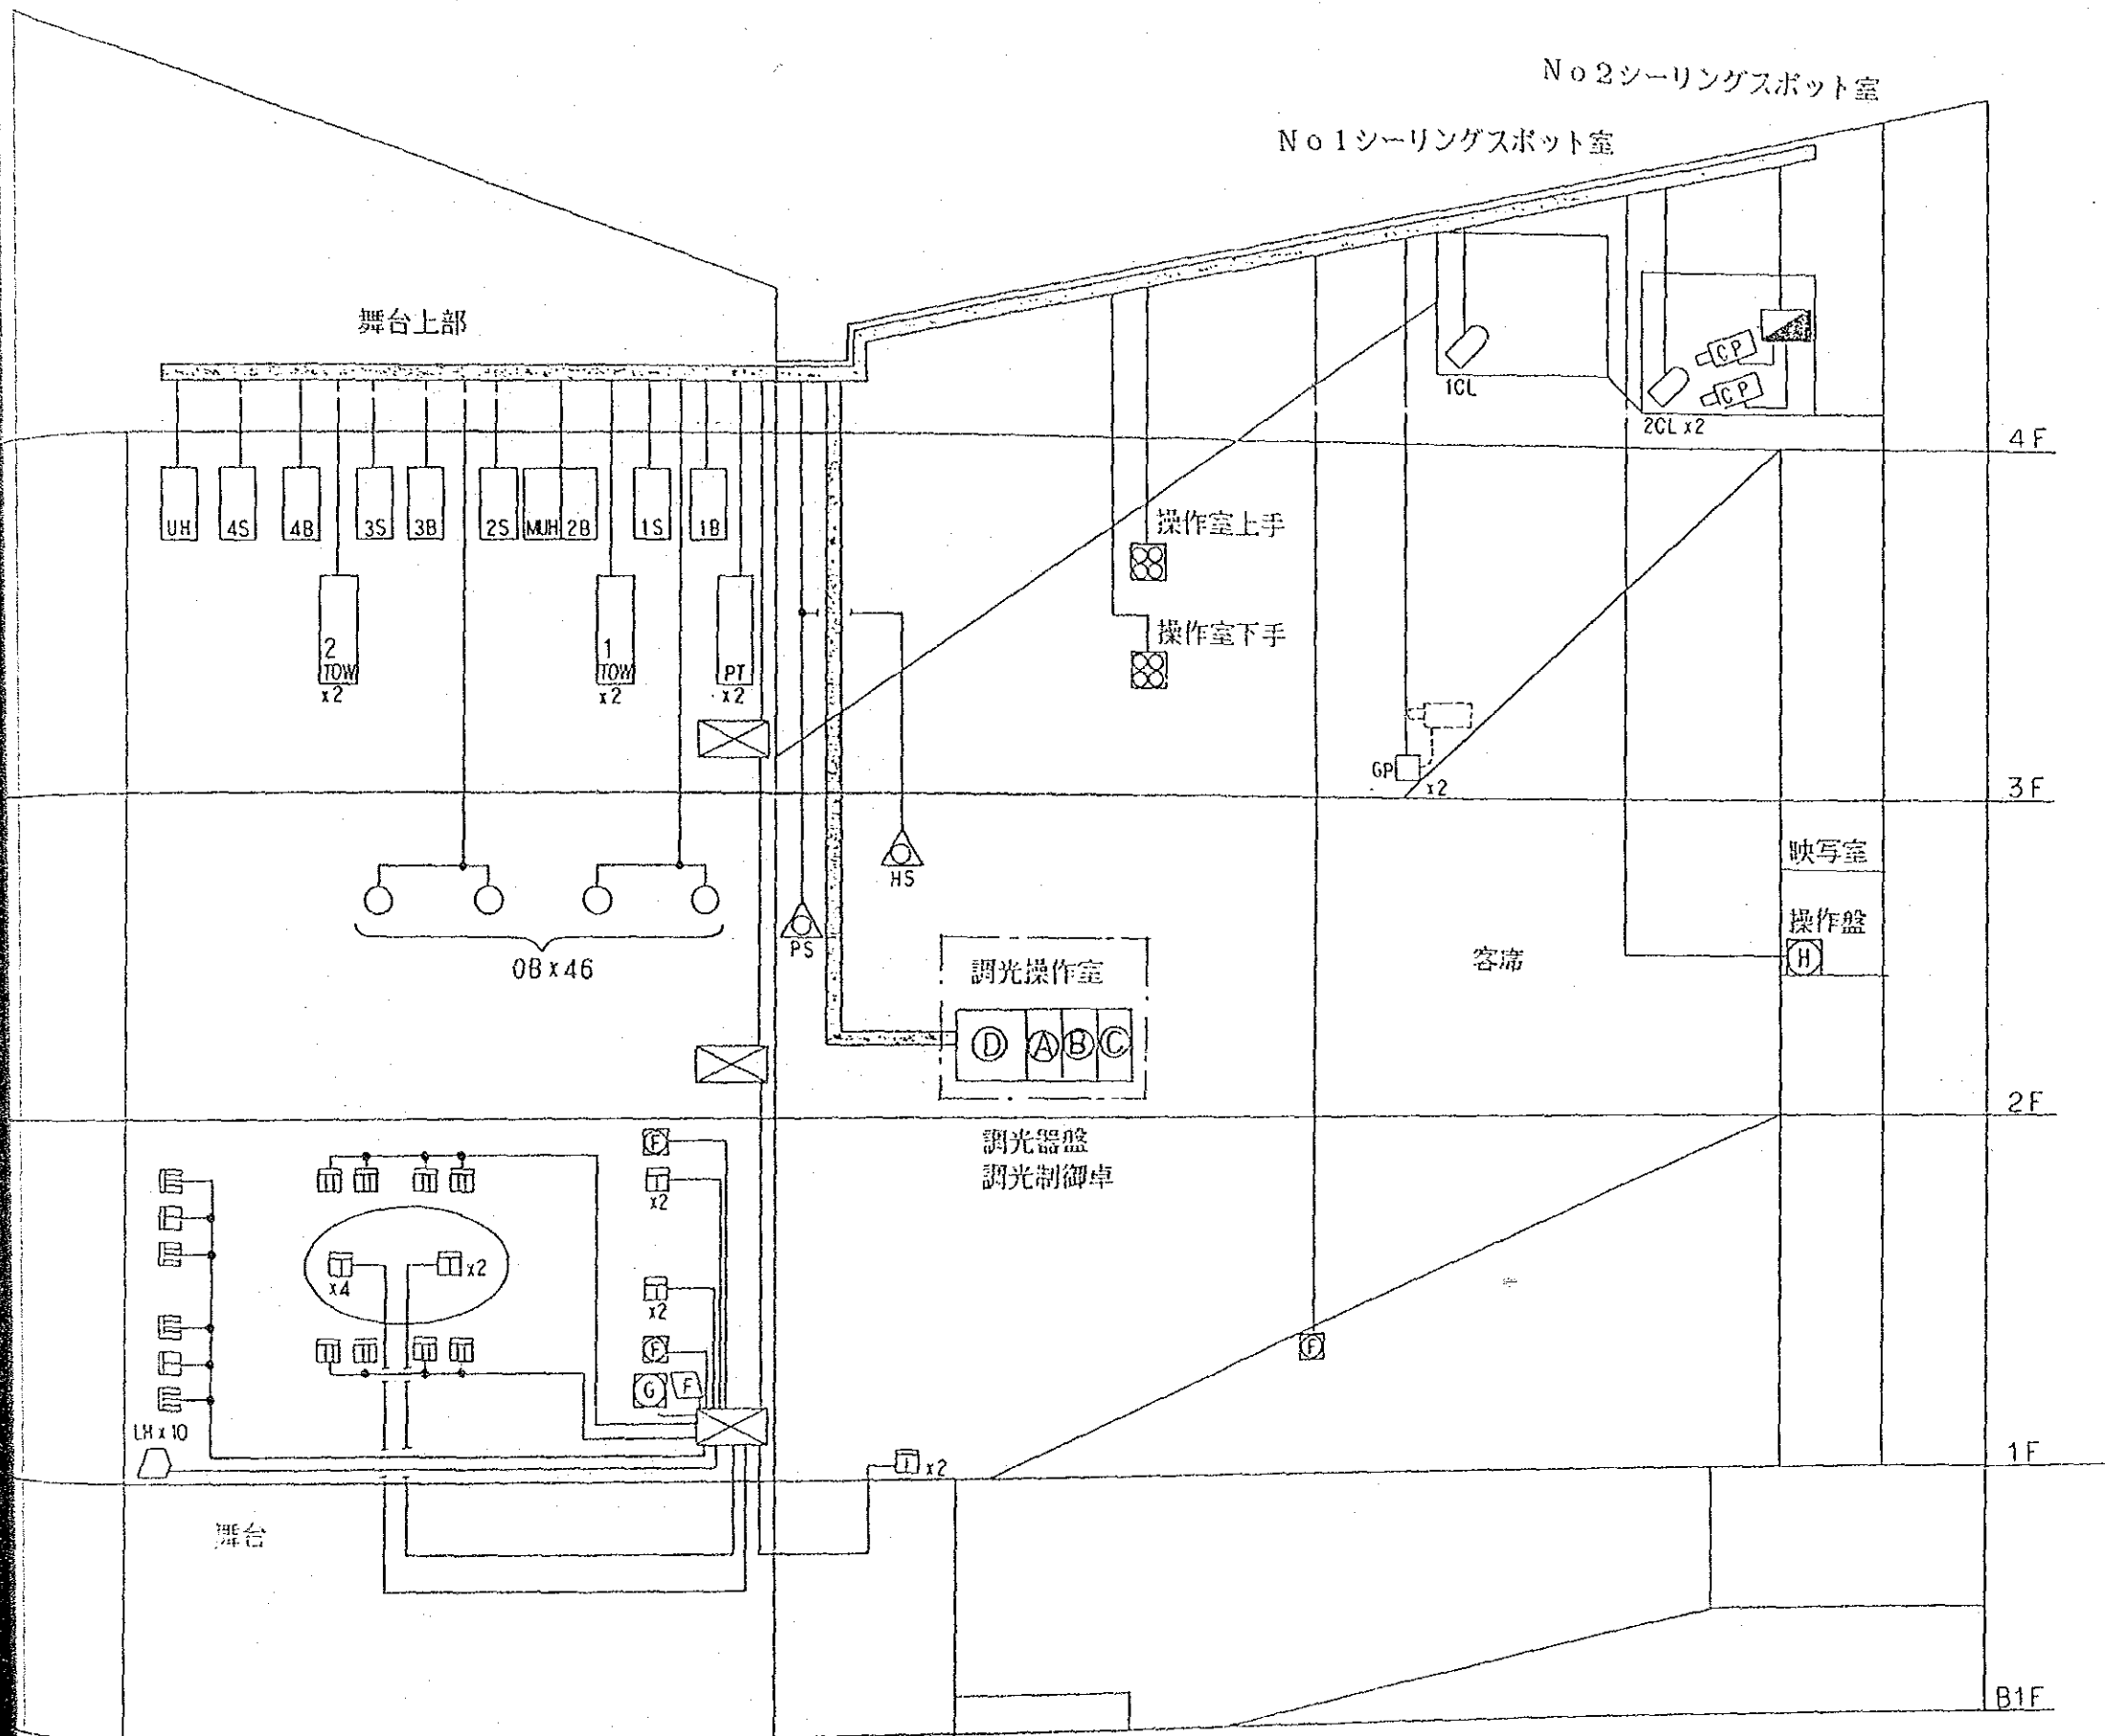 No2シーリングスポット室
No1シーリングスポット室
舞台上部
1CL
CP
CP
2CL x2
4F
UH
4S
4B
3S
3B
2S
MUH
2B
1S
1B
操作室上手
操作室下手
2
TOW
x2
1
TOW
x2
PT
x2
GP
x2
3F
HS
PS
映写室
操作盤
H
OBx46
客席
調光操作室
D
A
B
C
2F
調光器盤
調光制御卓
F
x2
x4
x2
x2
F
F
G
F
LH x 10
x2
1F
舞台
B1F